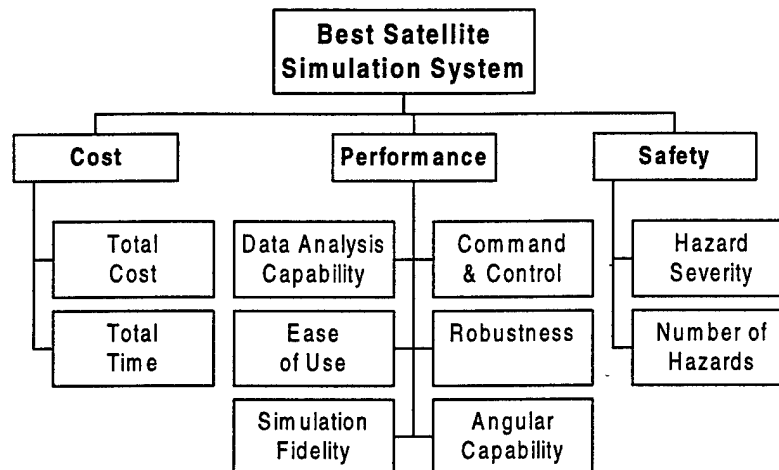 Best Satellite
Simulation System
Cost
Performance
Safety
Total
Cost
Data Analysis
Capability
Command
& Control
Hazard
Severity
Total
Time
Ease
of Use
Robustness
Number of
Hazards
Simulation
Fidelity
Angular
Capability